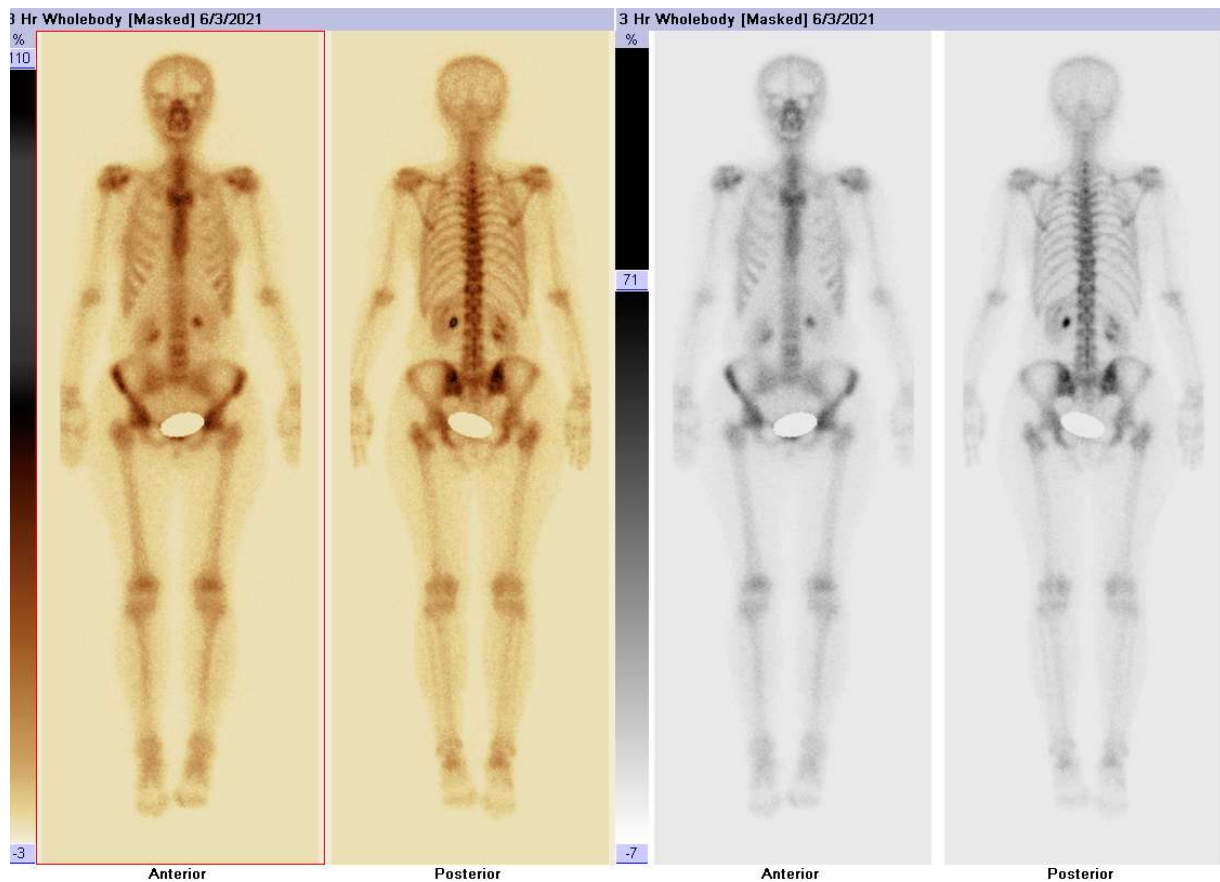 3 Hr Wholebody [Masked] 6/3/2021
3 Hr Wholebody [Masked] 6/3/2021
%
110
-3
%
71
-7
Anterior
Posterior
Anterior
Posterior